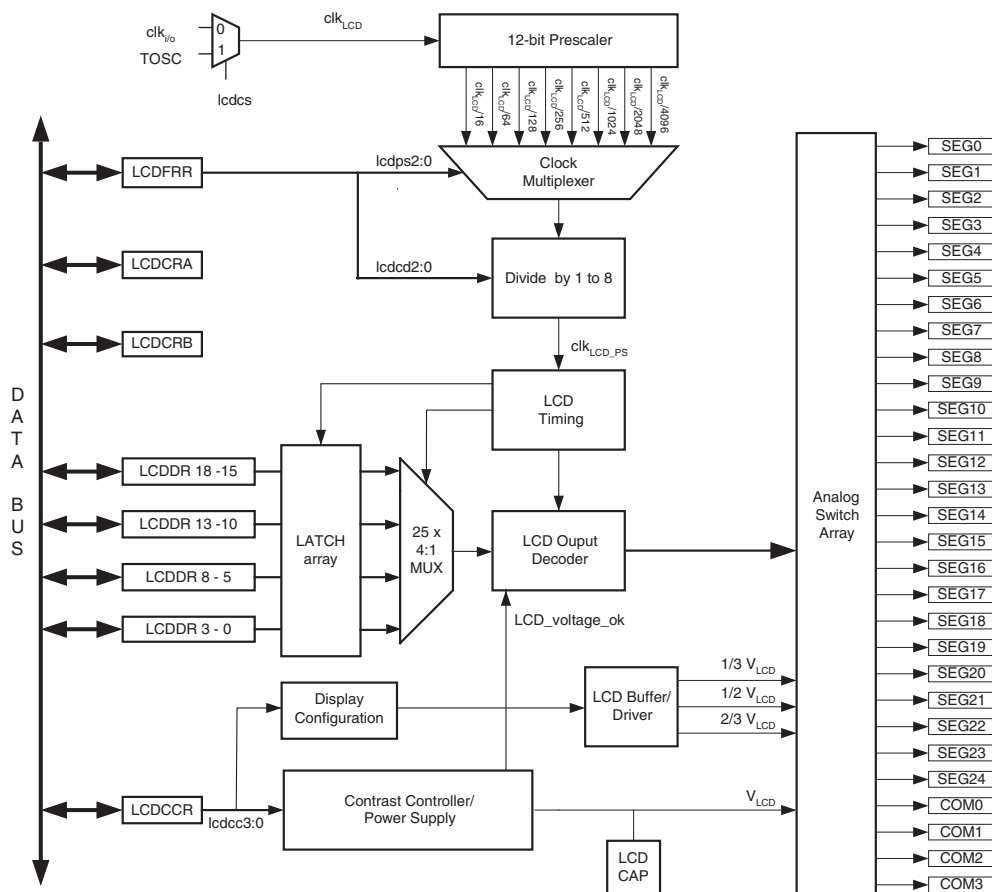 clk_LCD
clk_i/o
TOSC
0
1
lcdcs
12-bit Prescaler
clk_LCD/16
clk_LCD/64
clk_LCD/128
clk_LCD/256
clk_LCD/512
clk_LCD/1024
clk_LCD/2048
clk_LCD/4096
Clock
Multiplexer
lcdps2:0
LCDFRR
lcdcd2:0
Divide by 1 to 8
LCDCRA
LCDCRB
clk_LCD_PS
LCD
Timing
DATA BUS
LCDDR 18 -15
LCDDR 13 -10
LCDDR 8 - 5
LCDDR 3 - 0
LATCH
array
25 x
4:1
MUX
LCD Ouput
Decoder
LCD_voltage_ok
Analog
Switch
Array
Display
Configuration
LCD Buffer/
Driver
1/3 V_LCD
1/2 V_LCD
2/3 V_LCD
LCDCCR
lcdcc3:0
Contrast Controller/
Power Supply
V_LCD
LCD
CAP
SEG0
SEG1
SEG2
SEG3
SEG4
SEG5
SEG6
SEG7
SEG8
SEG9
SEG10
SEG11
SEG12
SEG13
SEG14
SEG15
SEG16
SEG17
SEG18
SEG19
SEG20
SEG21
SEG22
SEG23
SEG24
COM0
COM1
COM2
COM3